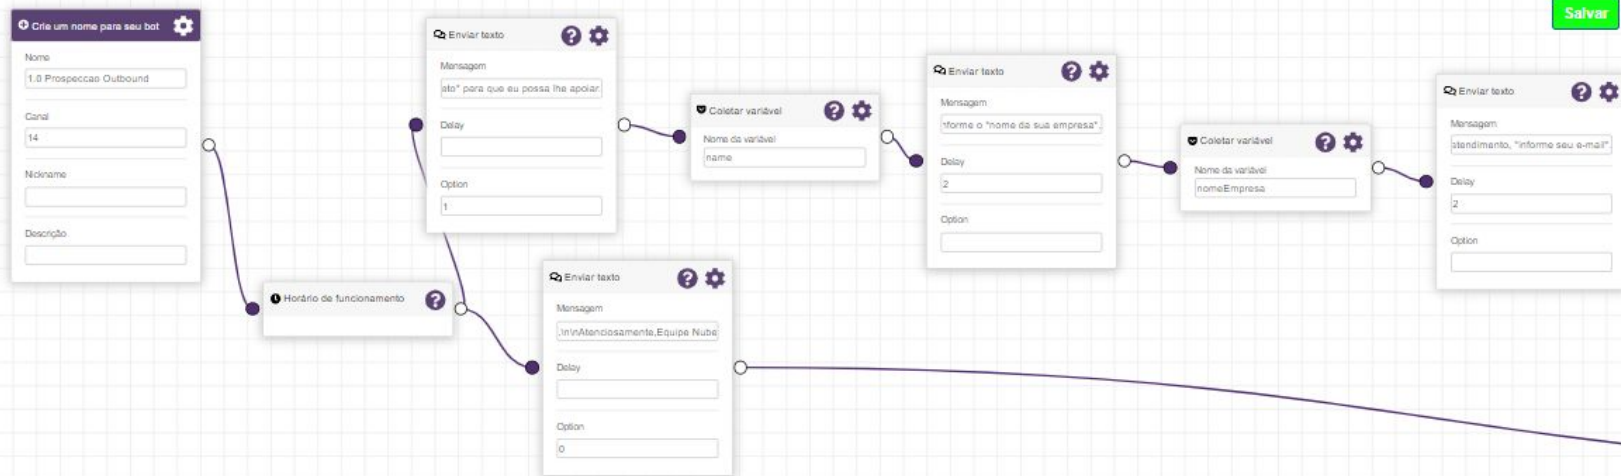 Salvar
Crie um nome para seu bot
Nome
1.0 Prospeccao Outbound
Canal
14
Nickname
Descrição
Horário de funcionamento
Enviar texto
Mensagem
eto* para que eu possa lhe apoiar.
Delay
Option
1
Enviar texto
Mensagem
.\n\nAtenciosamente,Equipe Nube
Delay
Option
0
Coletar variável
Nome da variável
name
Enviar texto
Mensagem
nforme o *nome da sua empresa*.
Delay
2
Option
Coletar variável
Nome da variável
nomeEmpresa
Enviar texto
Mensagem
atendimento, *informe seu e-mail*.
Delay
2
Option